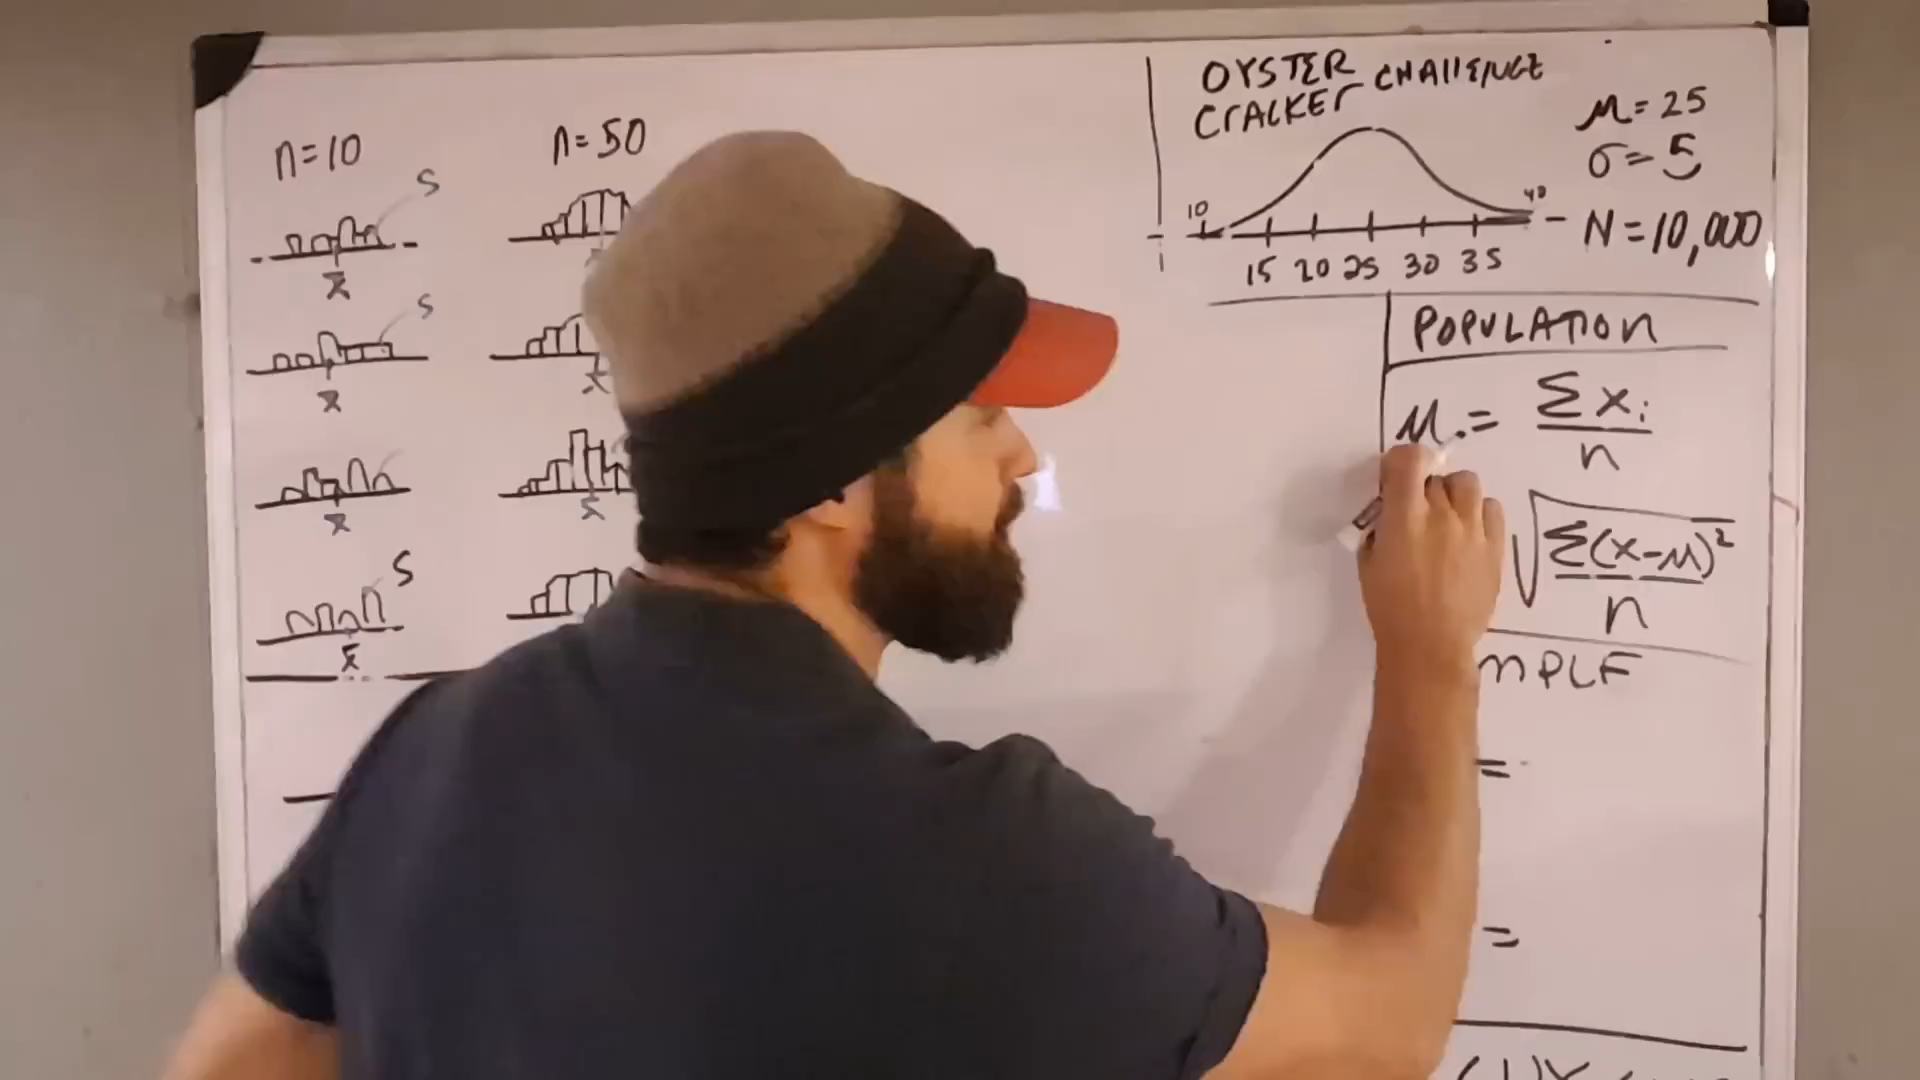 n=10
n=50
s
x̄
s
x̄
x̄
x̄
x̄
s
x̄
OYSTER CHALLENGE
CRACKER
μ=25
σ=5
N=10,000
10
40
15 20 25 30 35
POPULATION
μ = Σxᵢ
n
√Σ(x-μ)²
n
MPLE
=
=